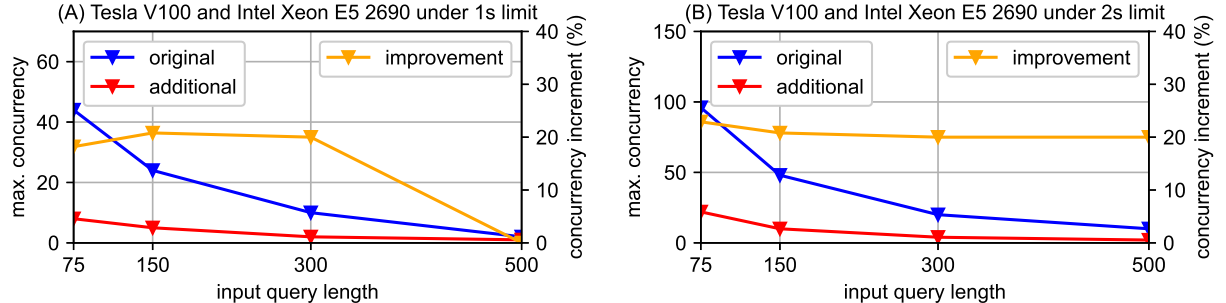 (A) Tesla V100 and Intel Xeon E5 2690 under 1s limit
original
additional
improvement
max. concurrency
0
20
40
60
concurrency increment (%)
0
10
20
30
40
75
150
300
500
input query length
(B) Tesla V100 and Intel Xeon E5 2690 under 2s limit
original
additional
improvement
max. concurrency
0
50
100
150
concurrency increment (%)
0
10
20
30
40
75
150
300
500
input query length